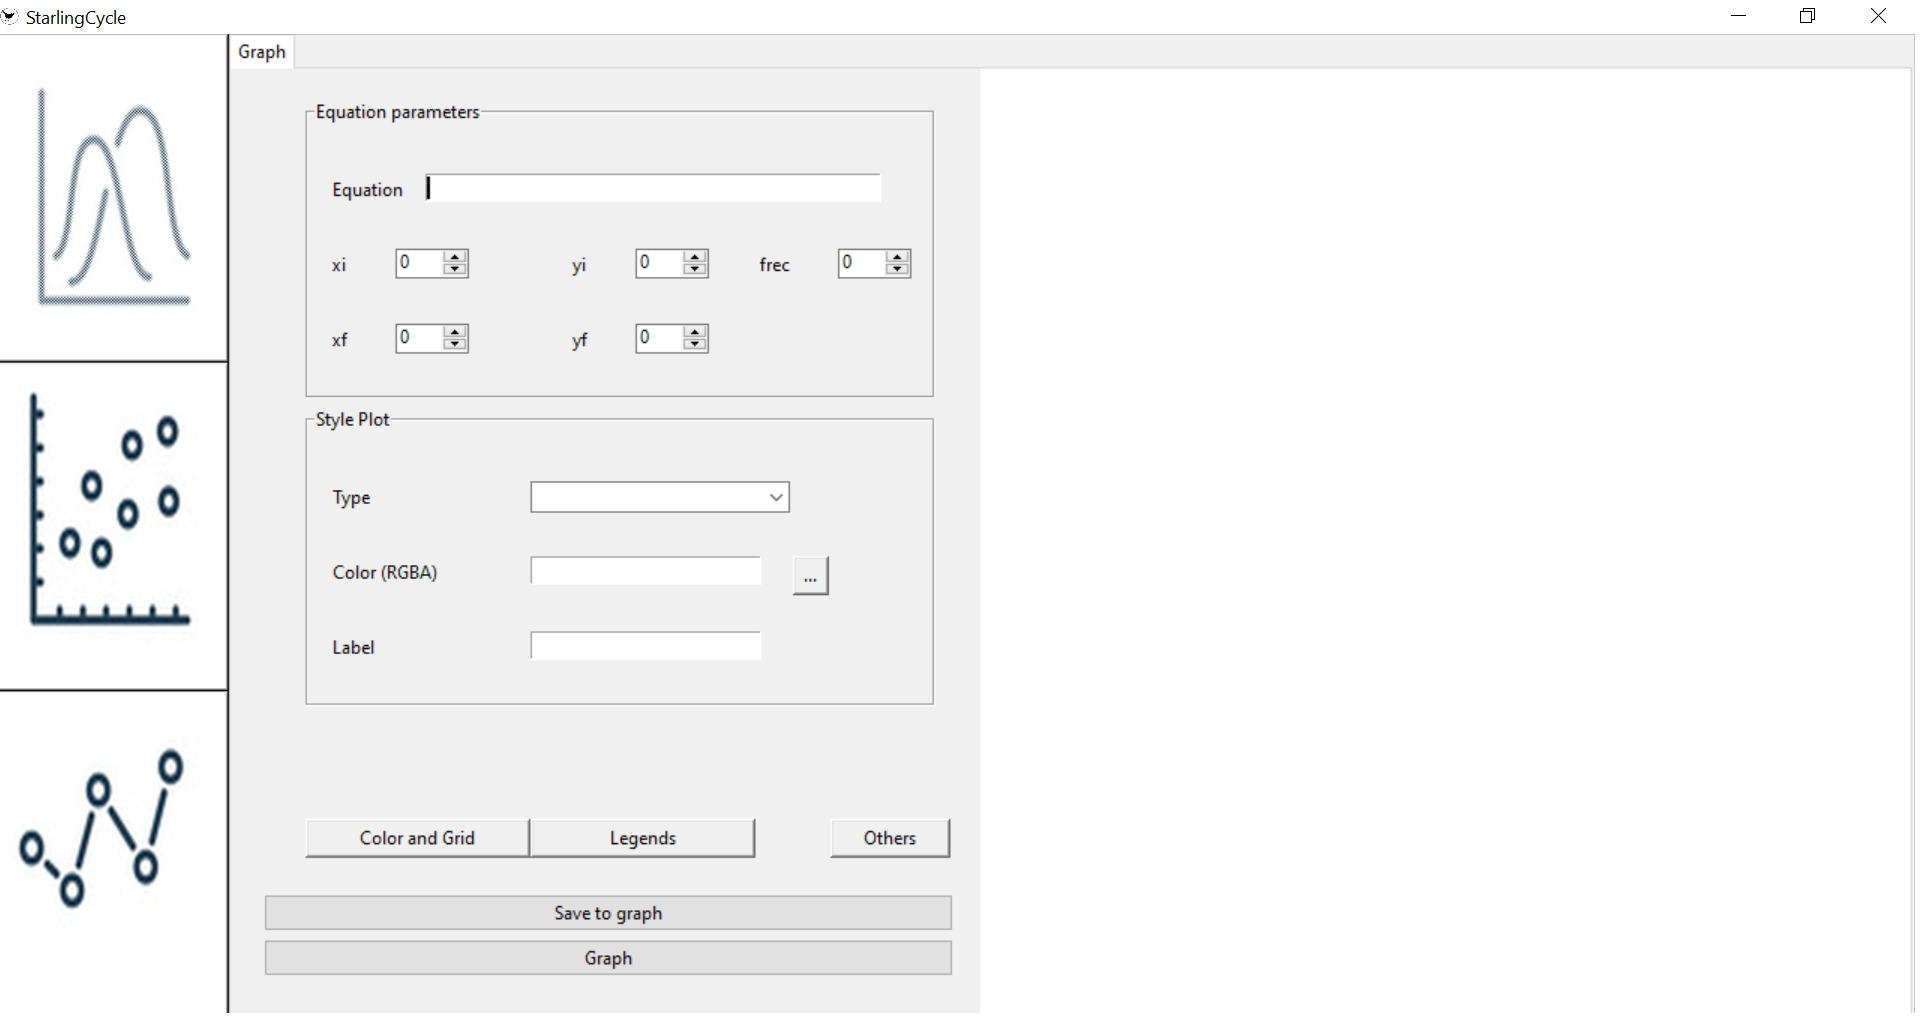 StarlingCycle
Graph
Equation parameters
Equation
xi 0 yi 0 frec 0
xf 0 yf 0
Style Plot
Type
Color (RGBA) ...
Label
Color and Grid Legends Others
Save to graph
Graph